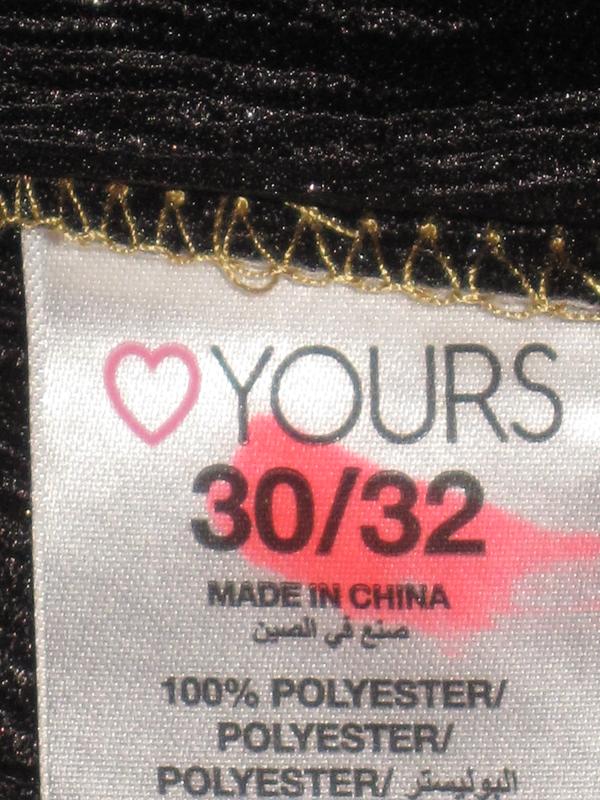 YOURS
30/32
MADE IN CHINA
صنع في الصين
100% POLYESTER/
POLYESTER/
POLYESTER/ البوليستر